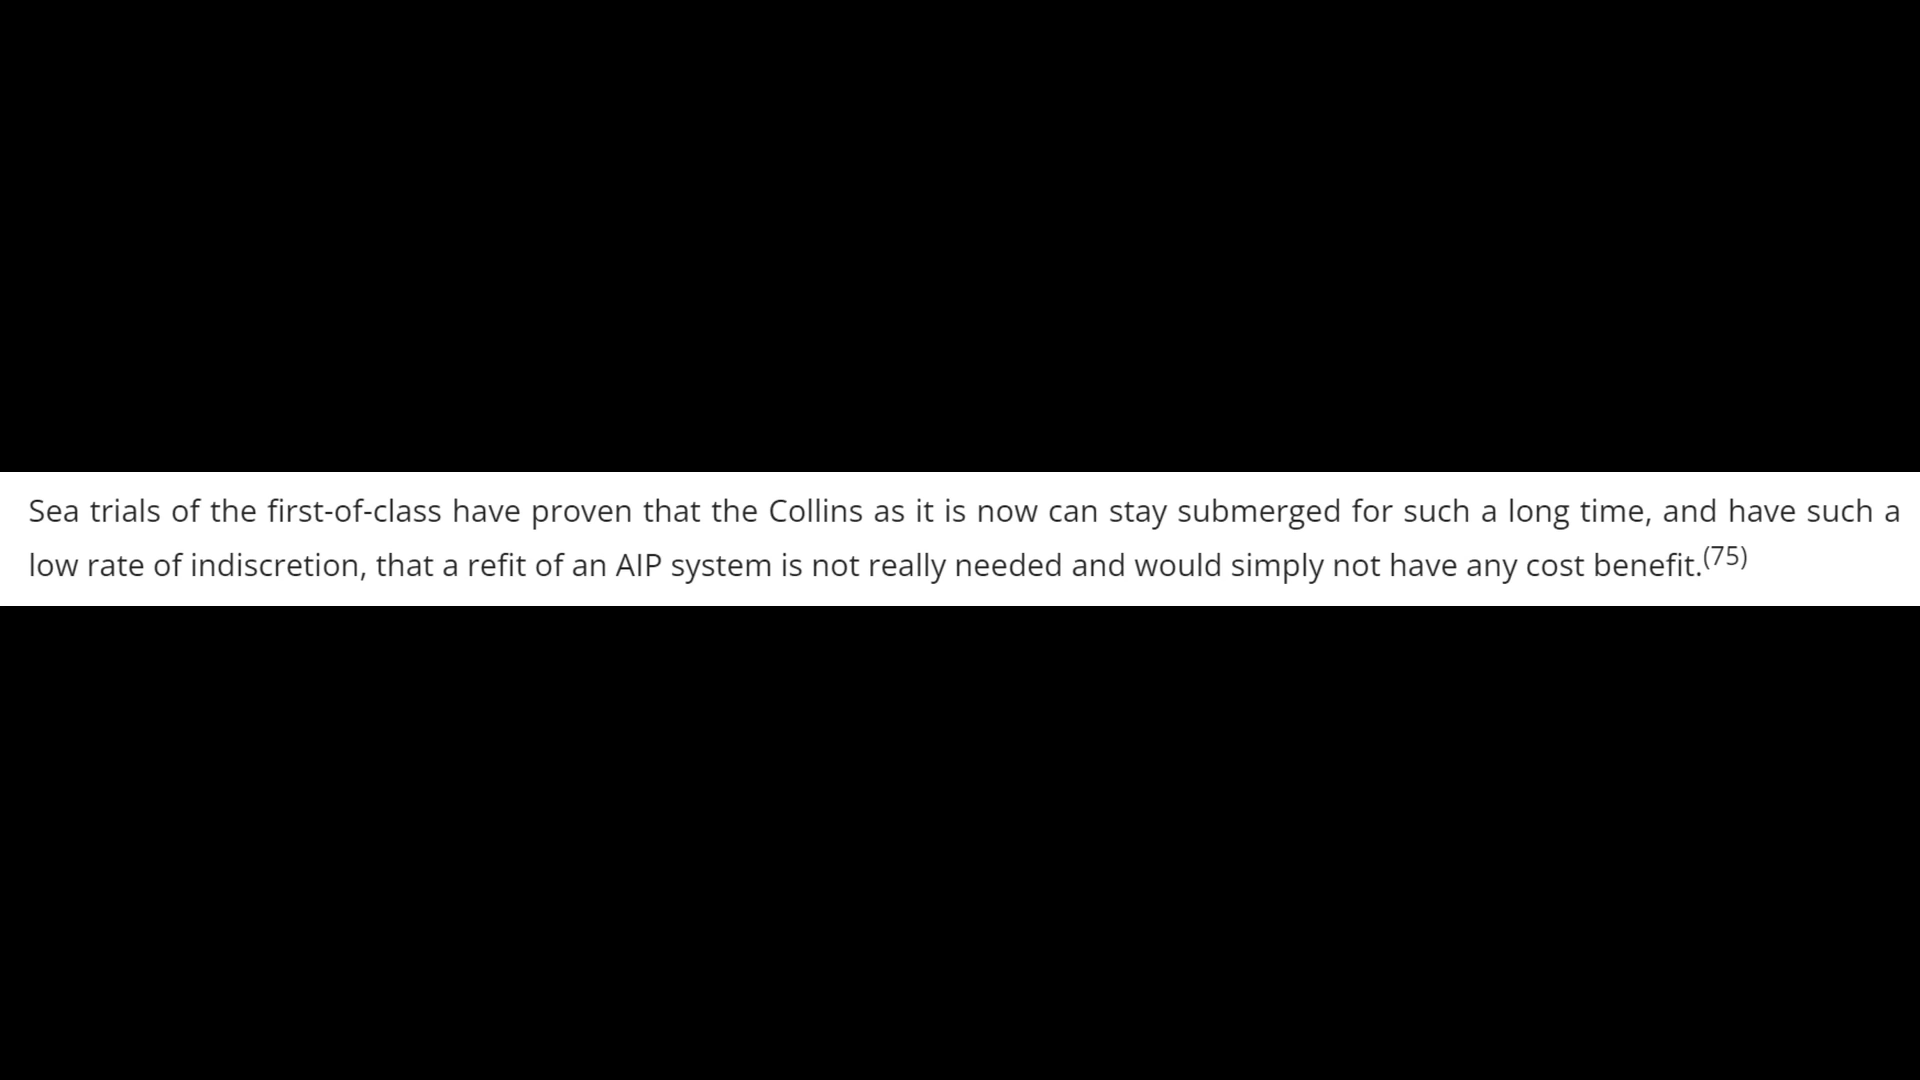 Sea trials of the first-of-class have proven that the Collins as it is now can stay submerged for such a long time, and have such a
low rate of indiscretion, that a refit of an AIP system is not really needed and would simply not have any cost benefit.(75)